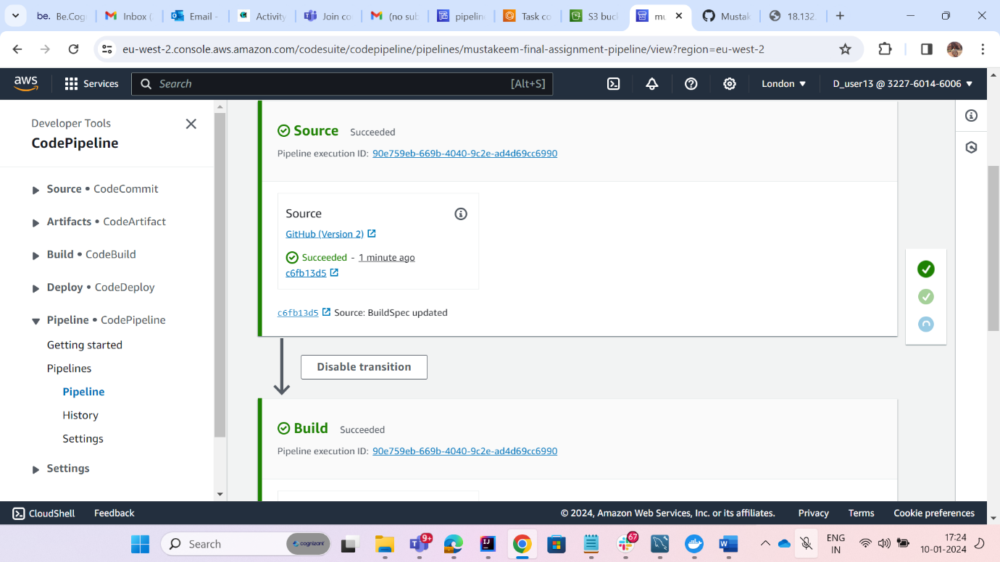 be. Be.Cogn
Inbox (
Email -
Activity
Join co
(no sub
pipeline
Task co
S3 buck
mu
Mustak
18.132.
eu-west-2.console.aws.amazon.com/codesuite/codepipeline/pipelines/mustakeem-final-assignment-pipeline/view?region=eu-west-2
aws
Services
Search [Alt+S]
London ▼
D_user13 @ 3227-6014-6006 ▼
Developer Tools
CodePipeline
Source • CodeCommit
Artifacts • CodeArtifact
Build • CodeBuild
Deploy • CodeDeploy
Pipeline • CodePipeline
Getting started
Pipelines
Pipeline
History
Settings
Settings
Source Succeeded
Pipeline execution ID: 90e759eb-669b-4040-9c2e-ad4d69cc6990
Source
GitHub (Version 2)
Succeeded - 1 minute ago
c6fb13d5
c6fb13d5 Source: BuildSpec updated
Disable transition
Build Succeeded
Pipeline execution ID: 90e759eb-669b-4040-9c2e-ad4d69cc6990
CloudShell
Feedback
© 2024, Amazon Web Services, Inc. or its affiliates.
Privacy
Terms
Cookie preferences
Search
cognizant
9+
67
ENG
IN
17:24
10-01-2024